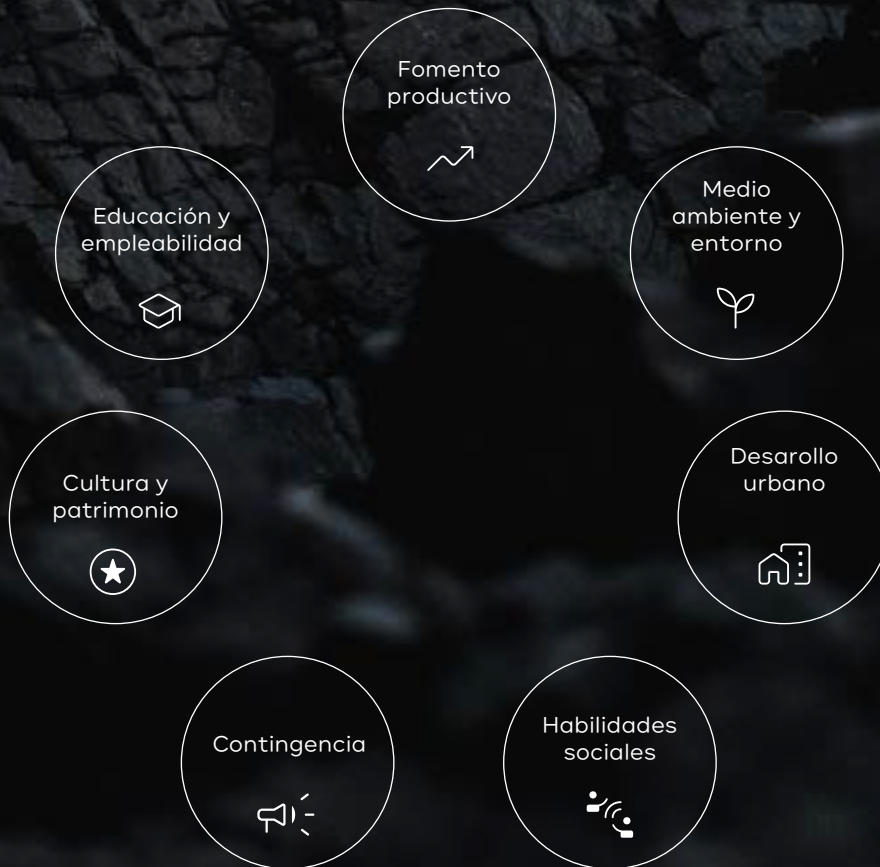 Fomento
productivo
Educación y
empleabilidad
Medio
ambiente y
entorno
Cultura y
patrimonio
Desarollo
urbano
Contingencia
Habilidades
sociales